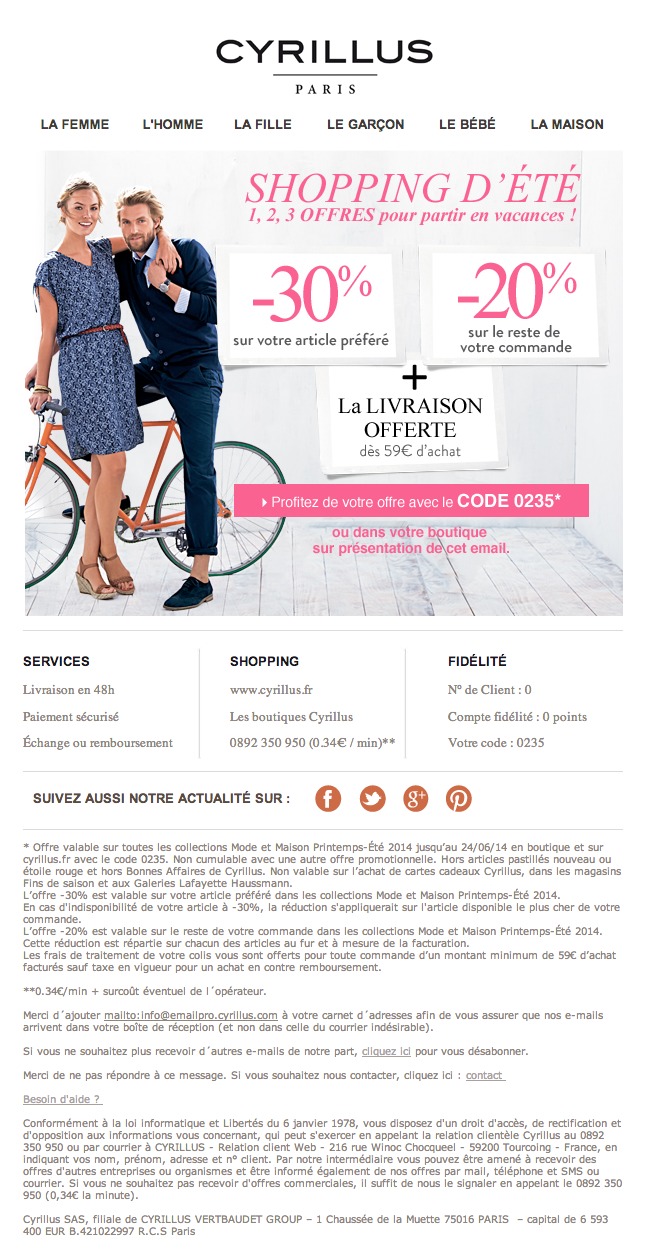 CYRILLUS
PARIS
LA FEMME L'HOMME LA FILLE LE GARÇON LE BÉBÉ LA MAISON
SHOPPING D'ÉTÉ
1, 2, 3 OFFRES pour partir en vacances !
-30%
sur votre article préféré
-20%
sur le reste de
votre commande
+
La LIVRAISON
OFFERTE
dès 59€ d'achat
Profitez de votre offre avec le CODE 0235*
ou dans votre boutique
sur présentation de cet email.
SERVICES
Livraison en 48h
Paiement sécurisé
Échange ou remboursement
SHOPPING
www.cyrillus.fr
Les boutiques Cyrillus
0892 350 950 (0.34€ / min)**
FIDÉLITÉ
N° de Client : 0
Compte fidélité : 0 points
Votre code : 0235
SUIVEZ AUSSI NOTRE ACTUALITÉ SUR :
* Offre valable sur toutes les collections Mode et Maison Printemps-Été 2014 jusqu'au 24/06/14 en boutique et sur
cyrillus.fr avec le code 0235. Non cumulable avec une autre offre promotionnelle. Hors articles pastillés nouveau ou
étoile rouge et hors Bonnes Affaires de Cyrillus. Non valable sur l'achat de cartes cadeaux Cyrillus, dans les magasins
Fins de saison et aux Galeries Lafayette Haussmann.
L'offre -30% est valable sur votre article préféré dans les collections Mode et Maison Printemps-Été 2014.
En cas d'indisponibilité de votre article à -30%, la réduction s'appliquerait sur l'article disponible le plus cher de votre
commande.
L'offre -20% est valable sur le reste de votre commande dans les collections Mode et Maison Printemps-Été 2014.
Cette réduction est répartie sur chacun des articles au fur et à mesure de la facturation.
Les frais de traitement de votre colis vous sont offerts pour toute commande d'un montant minimum de 59€ d'achat
facturés sauf taxe en vigueur pour un achat en contre remboursement.
**0.34€/min + surcoût éventuel de l´opérateur.
Merci d´ajouter mailto:info@emailpro.cyrillus.com à votre carnet d´adresses afin de vous assurer que nos e-mails
arrivent dans votre boîte de réception (et non dans celle du courrier indésirable).
Si vous ne souhaitez plus recevoir d´autres e-mails de notre part, cliquez ici pour vous désabonner.
Merci de ne pas répondre à ce message. Si vous souhaitez nous contacter, cliquez ici : contact
Besoin d'aide ?
Conformément à la loi informatique et Libertés du 6 janvier 1978, vous disposez d'un droit d'accès, de rectification et
d'opposition aux informations vous concernant, qui peut s'exercer en appelant la relation clientèle Cyrillus au 0892
350 950 ou par courrier à CYRILLUS - Relation client Web - 216 rue Winoc Chocqueel - 59200 Tourcoing - France, en
indiquant vos nom, prénom, adresse et n° client. Par notre intermédiaire vous pouvez être amené à recevoir des
offres d'autres entreprises ou organismes et être informé également de nos offres par mail, téléphone et SMS ou
courrier. Si vous ne souhaitez pas recevoir d'offres commerciales, il suffit de nous le signaler en appelant le 0892 350
950 (0,34€ la minute).
Cyrillus SAS, filiale de CYRILLUS VERTBAUDET GROUP – 1 Chaussée de la Muette 75016 PARIS – capital de 6 593
400 EUR B.421022997 R.C.S Paris